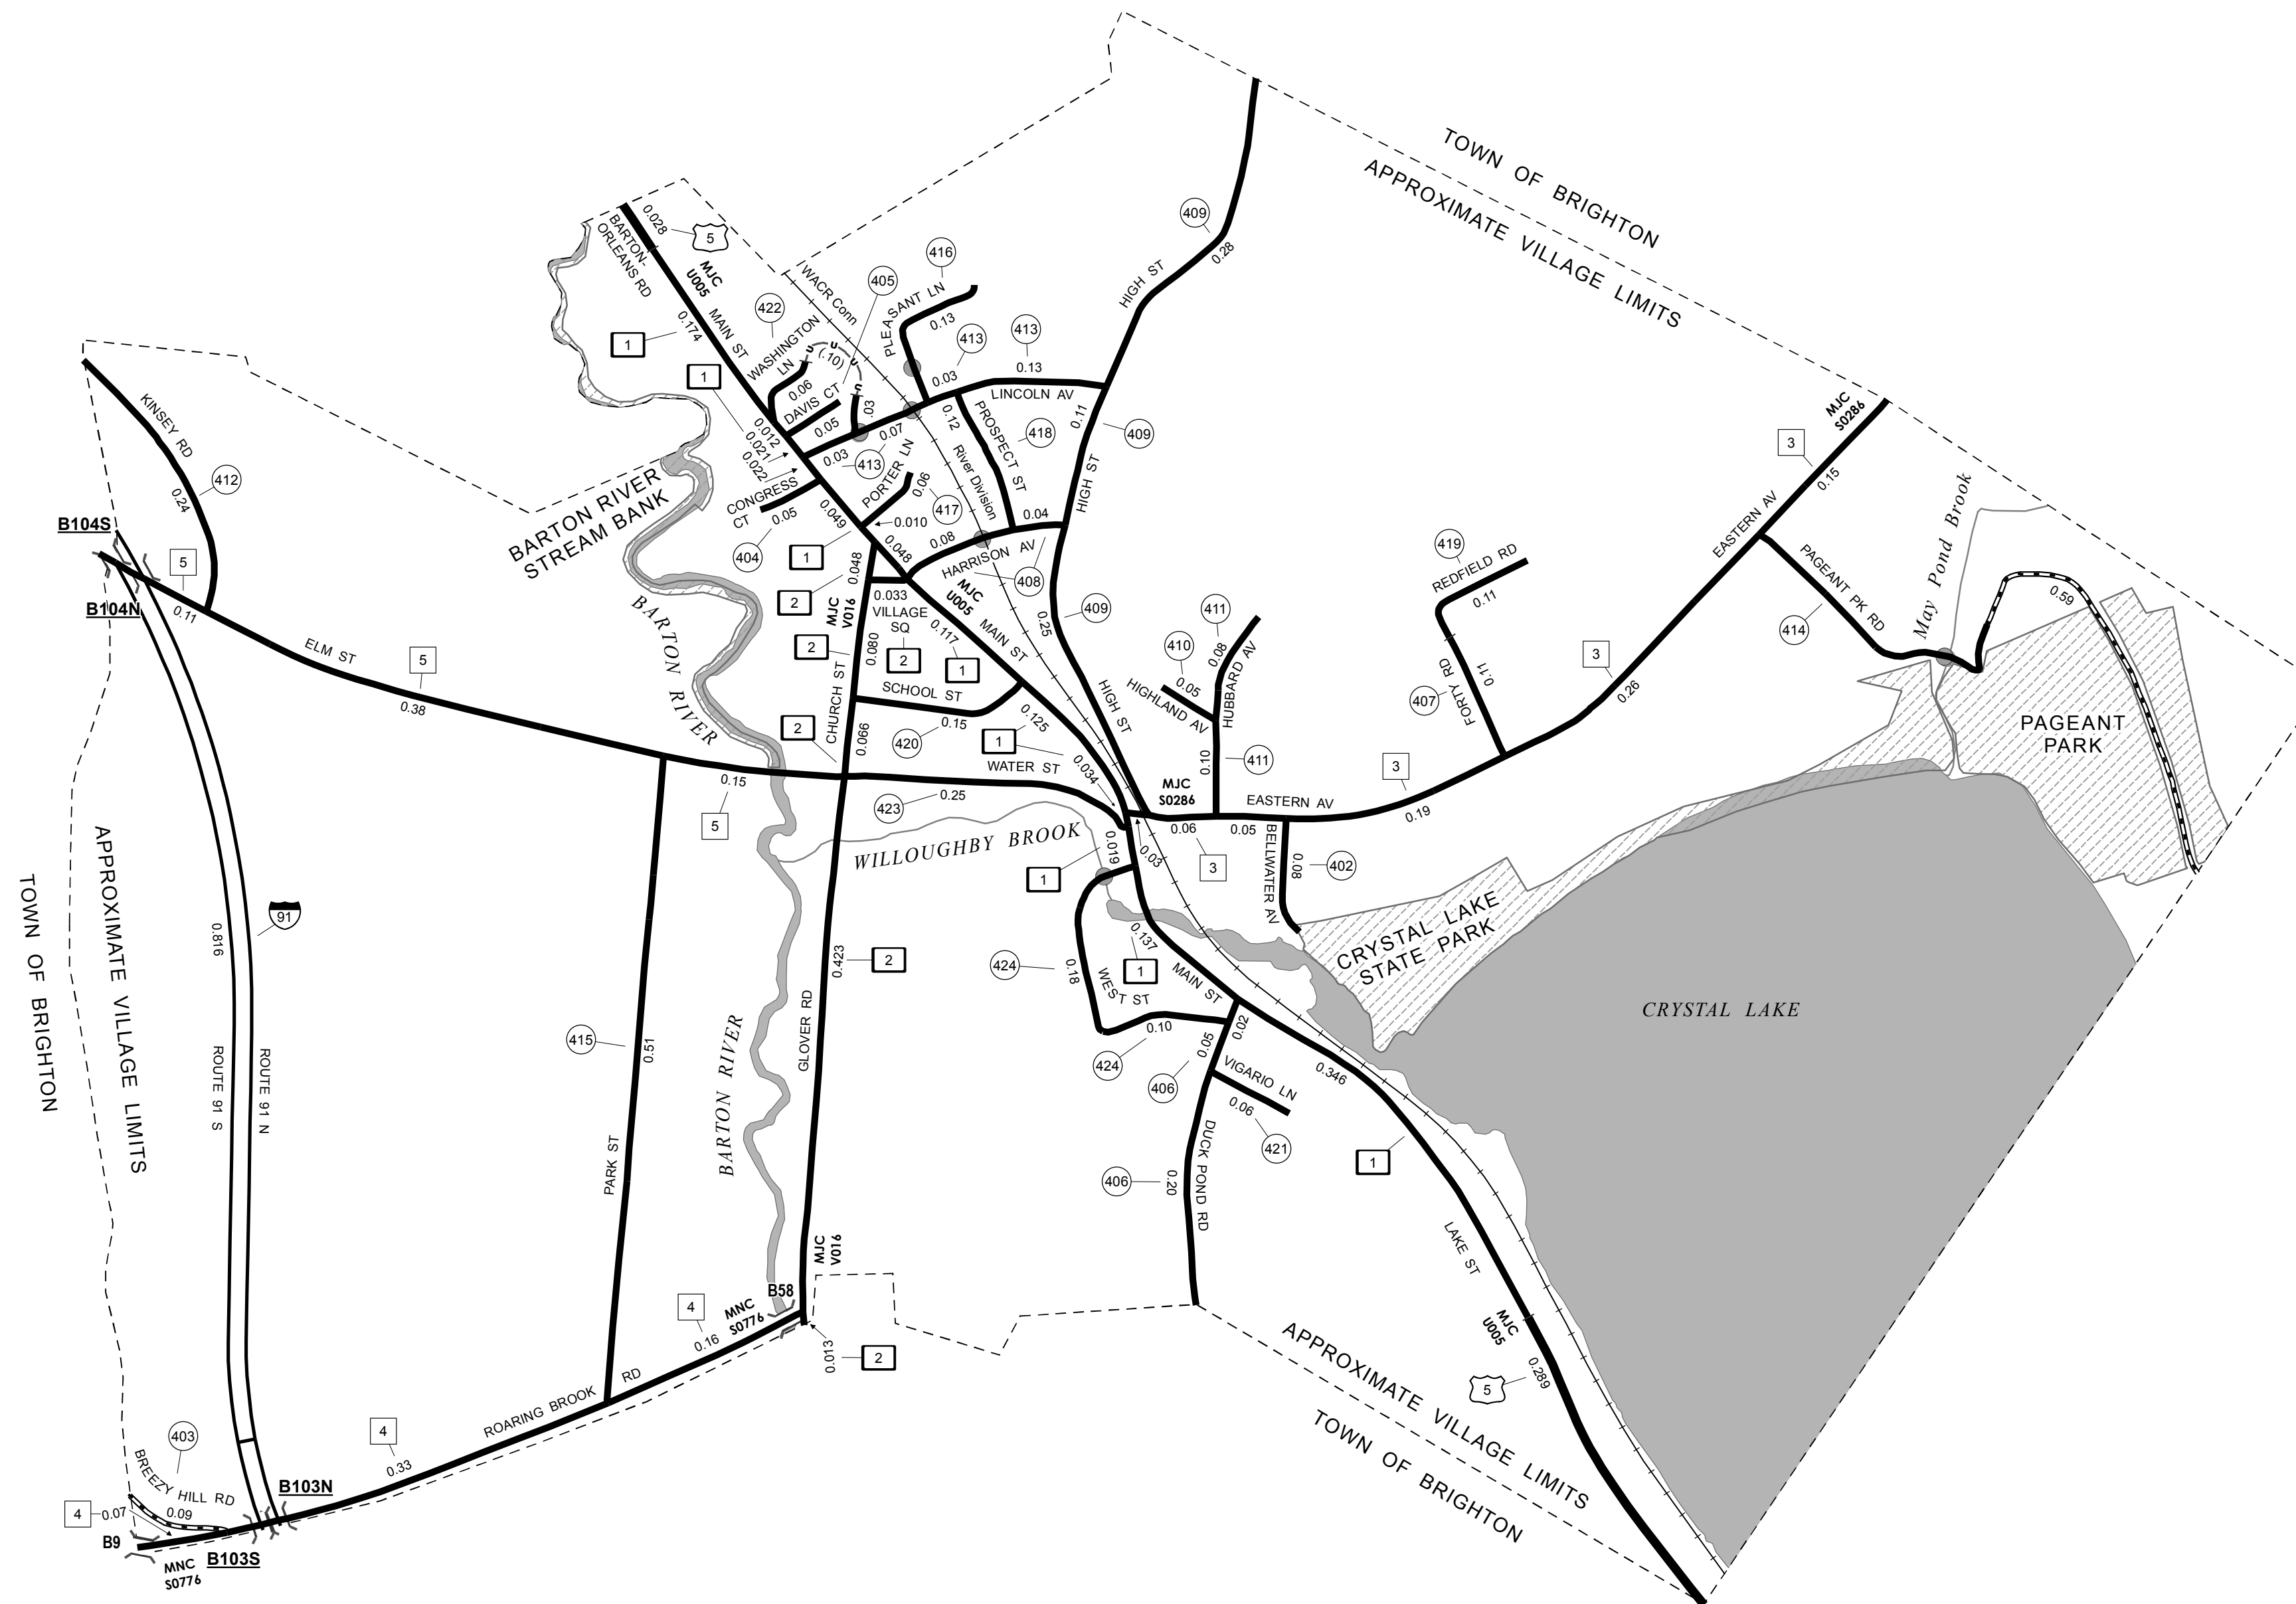 TOWN OF BRIGHTON
APPROXIMATE VILLAGE LIMITS
409
0.28
HIGH ST
0.028
5
BARTON-
ORLEANS RD
MJC
U005
MAIN ST
0.174
1
1
422
WASHINGTON
LN
0.06
WACR Conn
405
U
U
S
S
(.10)
DAVIS CT
0.05
.03
416
PLEASANT LN
0.13
413
0.03
413
0.13
LINCOLN AV
0.11
409
0.012
0.021
0.022
0.03
0.07
413
PORTER LN
0.06
417
0.12
PROSPECT ST
418
River Division
HIGH ST
CONGRESS
CT
0.05
404
0.049
0.010
0.04
0.08
HARRISON AV
408
1
0.048
0.048
2
MJC
V016
0.033
VILLAGE
SQ
2
2
0.080
MJC
U005
0.117
MAIN ST
1
409
0.25
HIGH ST
CHURCH ST
SCHOOL ST
0.15
420
2
0.066
0.125
1
0.034
WATER ST
0.25
423
KINSEY RD
412
0.24
B104S
5
B104N
0.11
ELM ST
5
0.38
0.15
5
BARTON RIVER
STREAM BANK
BARTON RIVER
WILLOUGHBY BROOK
411
410
0.08
0.05
HIGHLAND AV
HUBBARD AV
0.10
411
MJC
S0286
EASTERN AV
0.06
0.05
3
0.03
0.019
1
BELLWATER AV
0.08
402
3
0.19
419
REDFIELD RD
0.11
FORTY RD
407
0.11
3
0.26
EASTERN AV
3
0.15
MJC
S0286
PAGEANT PK RD
414
May Pond Brook
0.59
PAGEANT
PARK
CRYSTAL LAKE
STATE PARK
CRYSTAL LAKE
0.137
1
MAIN ST
424
0.18
WEST ST
0.10
424
0.02
0.05
406
VIGARIO LN
0.06
421
DUCK POND RD
406
0.20
0.346
1
LAKE ST
MJC
U005
0.289
5
APPROXIMATE VILLAGE LIMITS
TOWN OF BRIGHTON
TOWN OF BRIGHTON
APPROXIMATE VILLAGE LIMITS
0.816
91
ROUTE 91 S
ROUTE 91 N
415
0.51
PARK ST
BARTON RIVER
GLOVER RD
0.423
2
MJC
V016
B58
4
MNC
S0776
0.16
0.013
2
ROARING BROOK RD
4
0.33
403
BREEZY HILL RD
0.09
4
0.07
B9
MNC
S0776
B103S
B103N